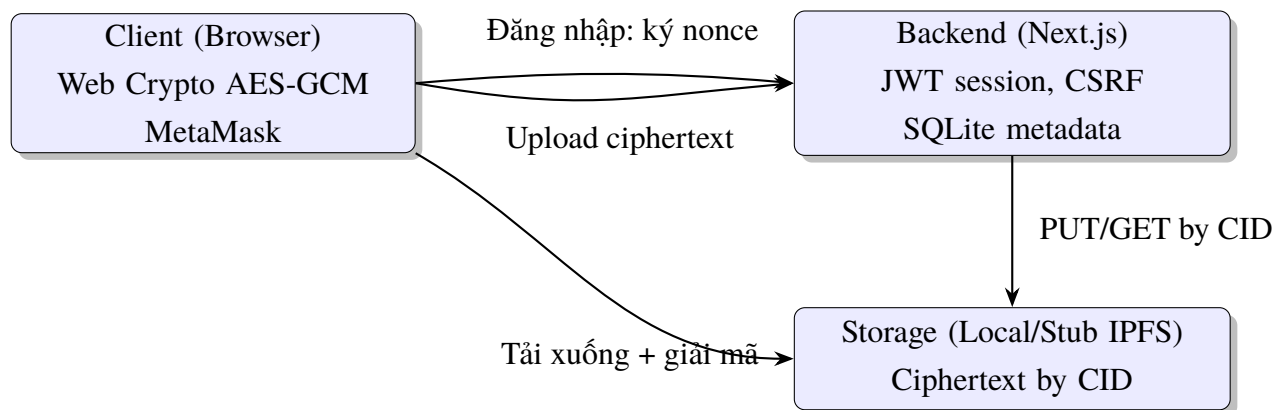 Client (Browser)
Web Crypto AES-GCM
MetaMask
Đăng nhập: ký nonce
Upload ciphertext
Backend (Next.js)
JWT session, CSRF
SQLite metadata
PUT/GET by CID
Tải xuống + giải mã
Storage (Local/Stub IPFS)
Ciphertext by CID